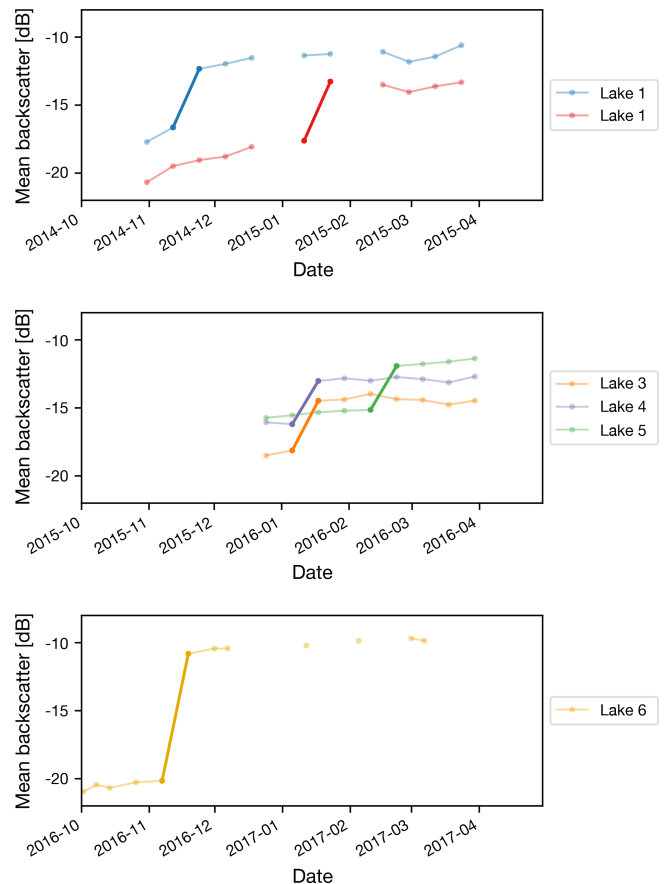 Mean backscatter [dB]
-10
-15
-20
2014-10
2014-11
2014-12
2015-01
2015-02
2015-03
2015-04
Date
Lake 1
Lake 1
Mean backscatter [dB]
-10
-15
-20
2015-10
2015-11
2015-12
2016-01
2016-02
2016-03
2016-04
Date
Lake 3
Lake 4
Lake 5
Mean backscatter [dB]
-10
-15
-20
2016-10
2016-11
2016-12
2017-01
2017-02
2017-03
2017-04
Date
Lake 6